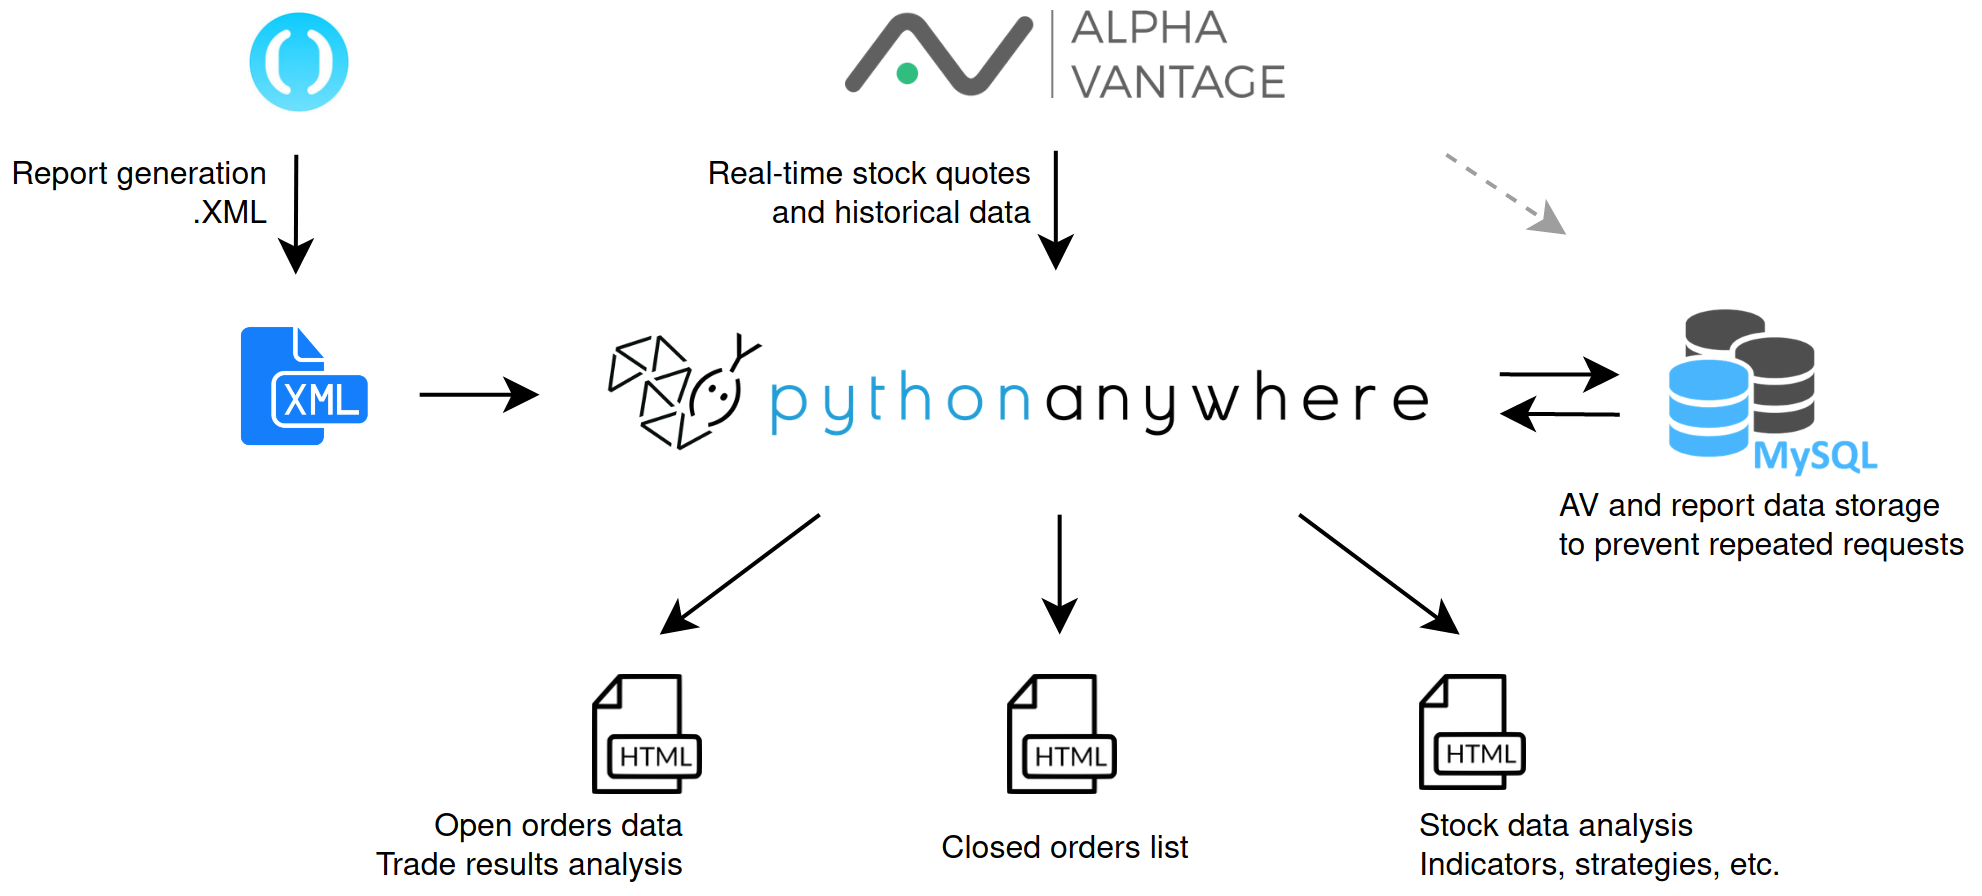 ALPHA
VANTAGE
Report generation
.XML
Real-time stock quotes
and historical data
XML
pythonanywhere
MySQL
AV and report data storage
to prevent repeated requests
HTML
Open orders data
Trade results analysis
HTML
Closed orders list
HTML
Stock data analysis
Indicators, strategies, etc.